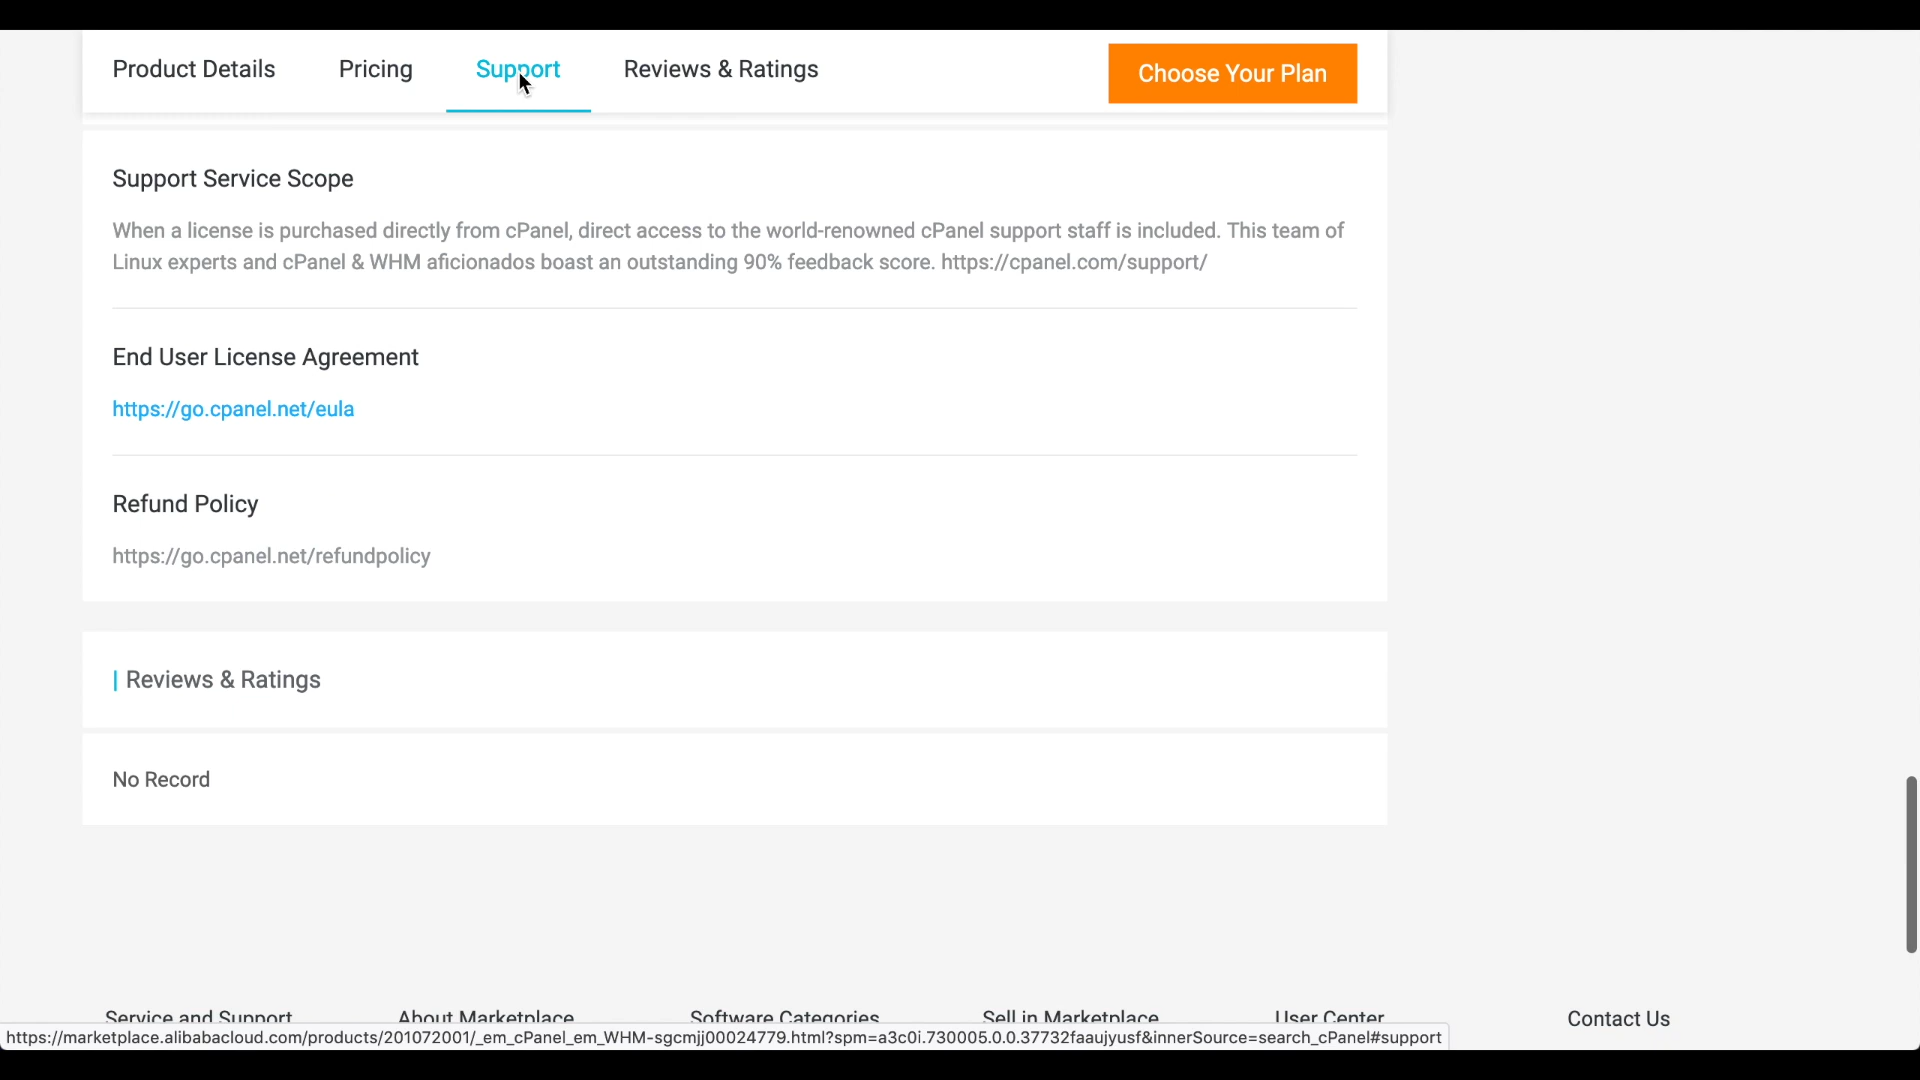 Product Details Pricing Support Reviews & Ratings Choose Your Plan
Support Service Scope
When a license is purchased directly from cPanel, direct access to the world-renowned cPanel support staff is included. This team of
Linux experts and cPanel & WHM aficionados boast an outstanding 90% feedback score. https://cpanel.com/support/
End User License Agreement
https://go.cpanel.net/eula
Refund Policy
https://go.cpanel.net/refundpolicy
Reviews & Ratings
No Record
Service and Support About Marketplace Software Categories Sell in Marketplace User Center Contact Us
https://marketplace.alibabacloud.com/products/201072001/_em_cPanel_em_WHM-sgcmjj00024779.html?spm=a3c0i.730005.0.0.37732faaujyusf&innerSource=search_cPanel#support